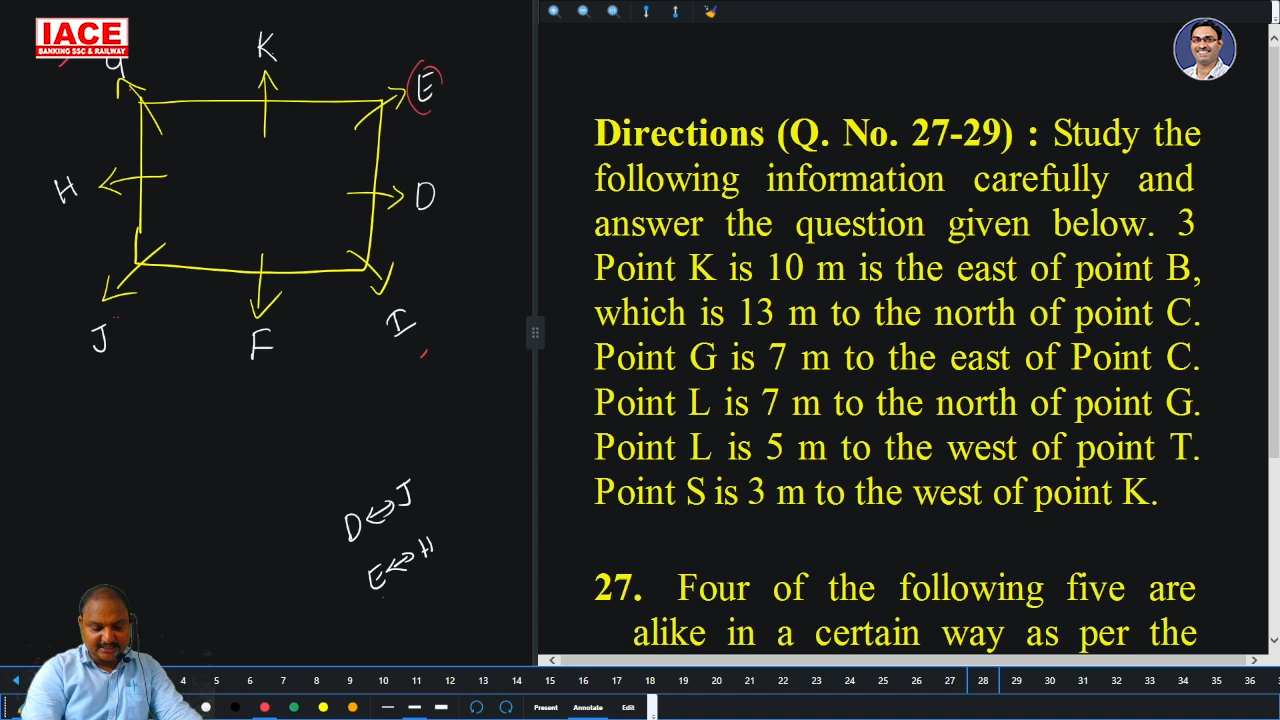 IACE
BANKING SSC & RAILWAY
K
E
H
D
J
F
I
D ↔ J
E ↔ H
Directions (Q. No. 27-29) : Study the
following information carefully and
answer the question given below. 3
Point K is 10 m is the east of point B,
which is 13 m to the north of point C.
Point G is 7 m to the east of Point C.
Point L is 7 m to the north of point G.
Point L is 5 m to the west of point T.
Point S is 3 m to the west of point K.
27. Four of the following five are
alike in a certain way as per the
4 5 6 7 8 9 10 11 12 13 14 15 16 17 18 19 20 21 22 23 24 25 26 27 28 29 30 31 32 33 34 35 36
Present Annotate Edit